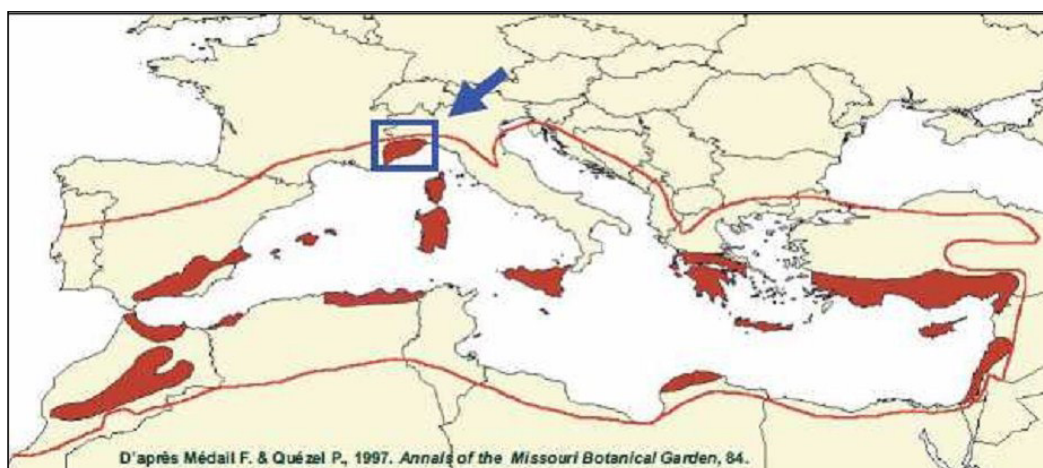 D'après Médail F. & Quézel P., 1997. Annals of the Missouri Botanical Garden, 84.